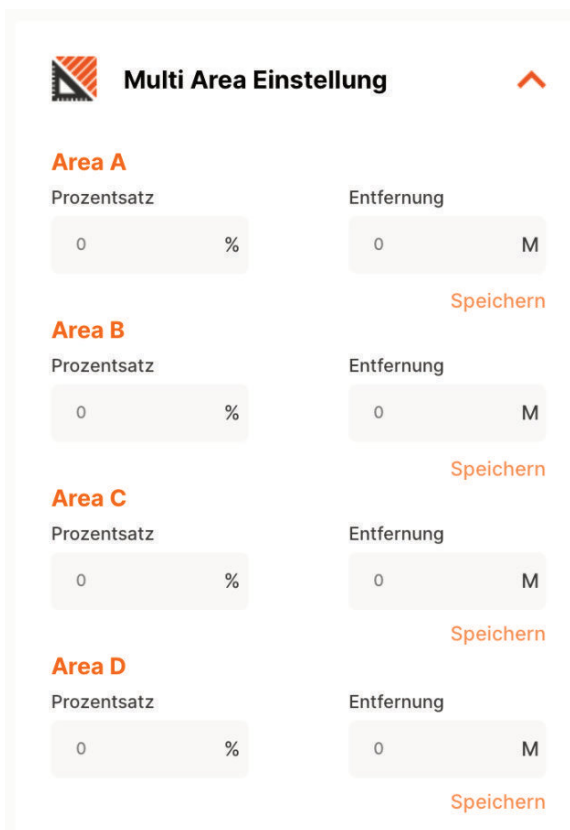 Multi Area Einstellung
Area A
Prozentsatz Entfernung
0 % 0 M
Speichern
Area B
Prozentsatz Entfernung
0 % 0 M
Speichern
Area C
Prozentsatz Entfernung
0 % 0 M
Speichern
Area D
Prozentsatz Entfernung
0 % 0 M
Speichern